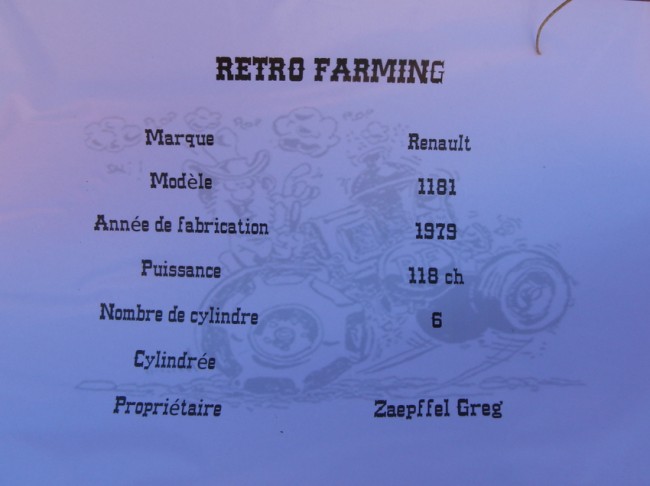 RETRO FARMING
Marque Renault
Modèle 1181
Année de fabrication 1979
Puissance 118 ch
Nombre de cylindre 6
Cylindrée
Propriétaire Zaepffel Greg